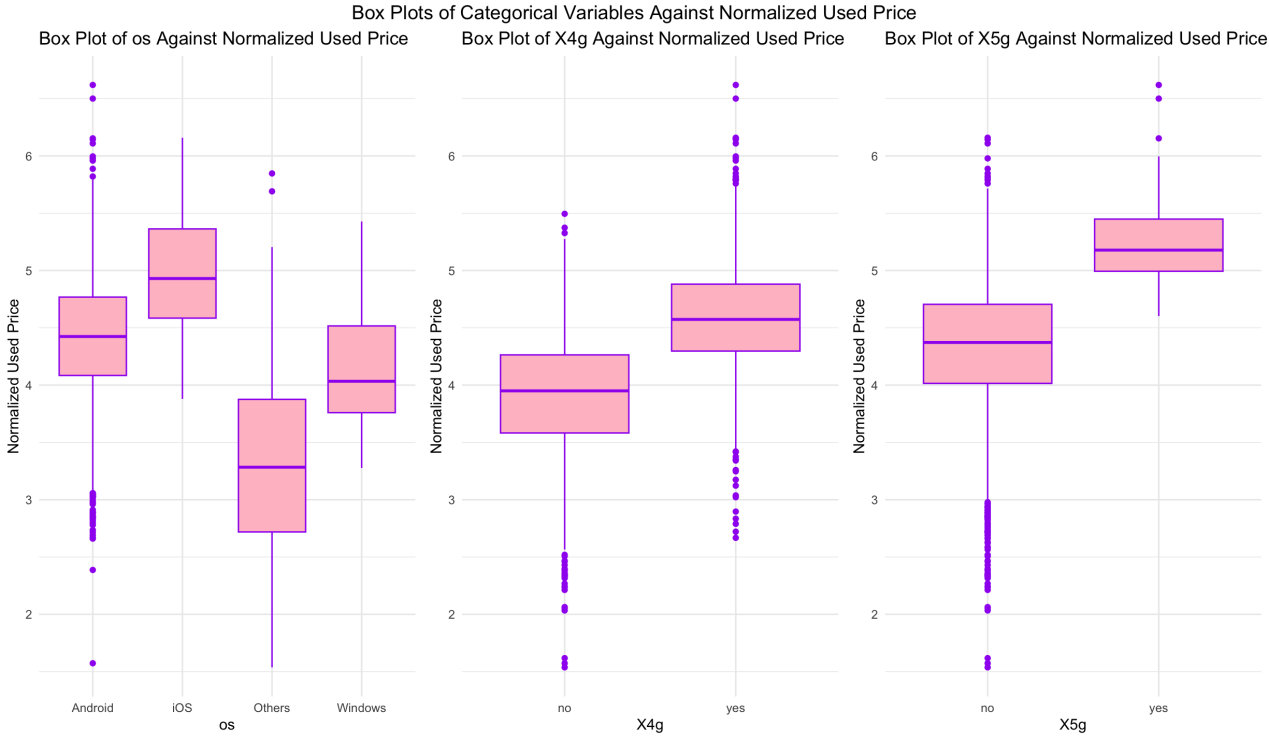 Box Plots of Categorical Variables Against Normalized Used Price
Box Plot of os Against Normalized Used Price
Normalized Used Price
6
5
4
3
2
Android iOS Others Windows
os
Box Plot of X4g Against Normalized Used Price
Normalized Used Price
6
5
4
3
2
no yes
X4g
Box Plot of X5g Against Normalized Used Price
Normalized Used Price
6
5
4
3
2
no yes
X5g